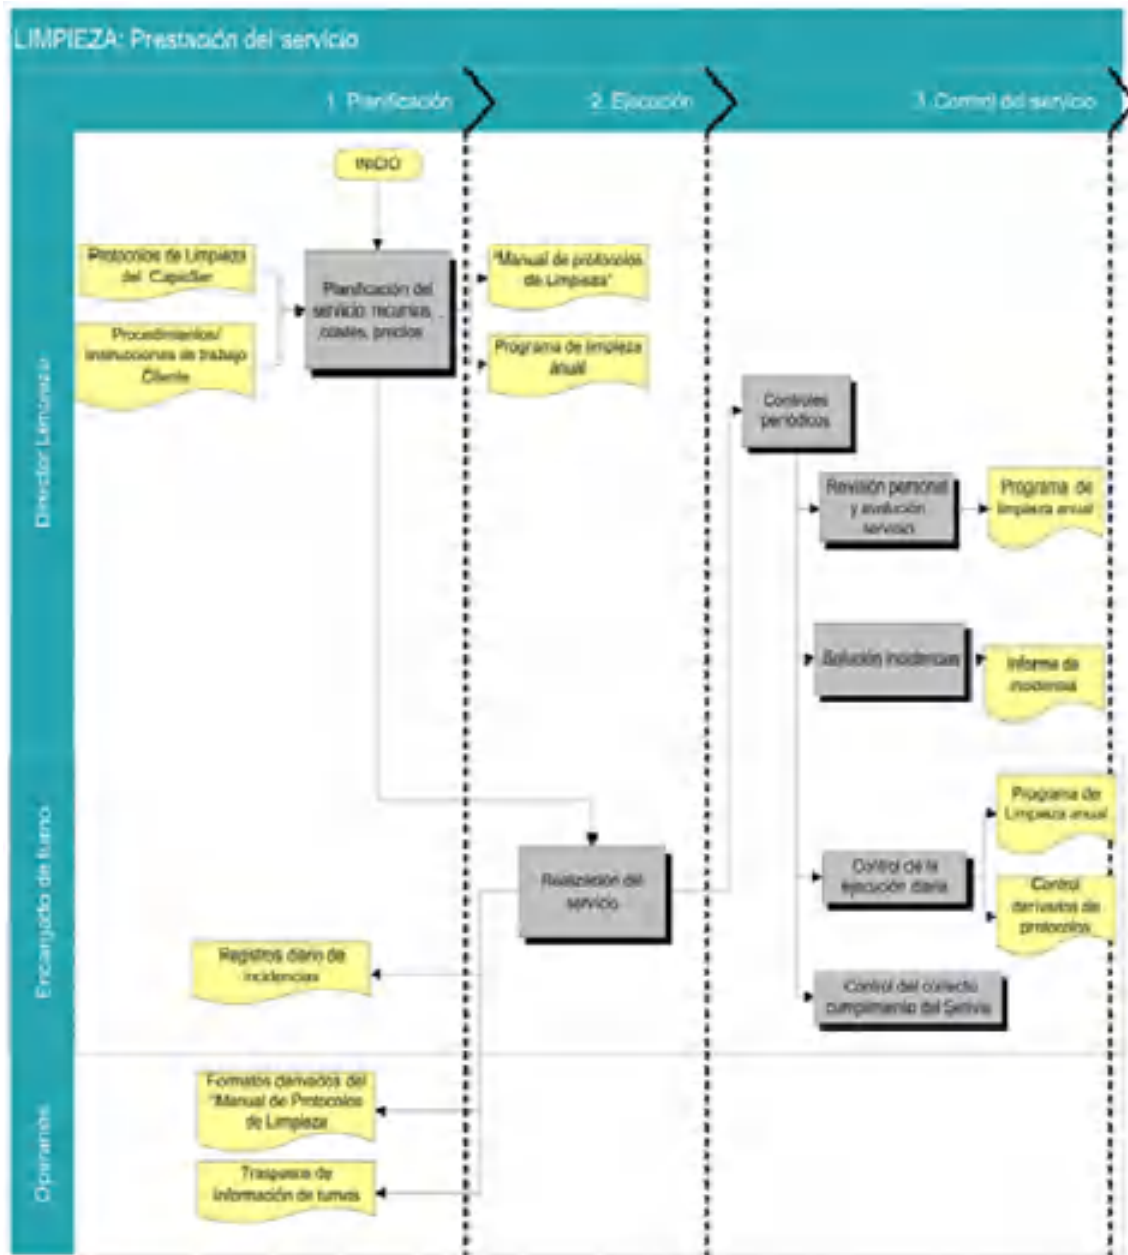 LIMPIEZA: Prestación del servicio
1. Planificación
2. Ejecución
3. Control del servicio
INICIO
Protocolos de Limpieza
del
Planificación del
servicio: recursos,
costes, precios
"Manual de protocolos
de Limpieza"
Procedimientos/
instrucciones de trabajo
Cliente
Programa de limpieza
anual
Controles
periódicos
Director Limpieza
Revisión personal
y evolución
servicio
Programa de
limpieza anual
Solución incidencias
Informe de
incidencia
Encargado de turno
Programa de
Limpieza anual
Realización del
servicio
Control de la
ejecución diaria
Control
derivados de
protocolos
Registros diario de
incidencias
Control del correcto
cumplimiento del
Operarios
Formatos derivados del
"Manual de Protocolos
de Limpieza
Traspasos de
información de turnos